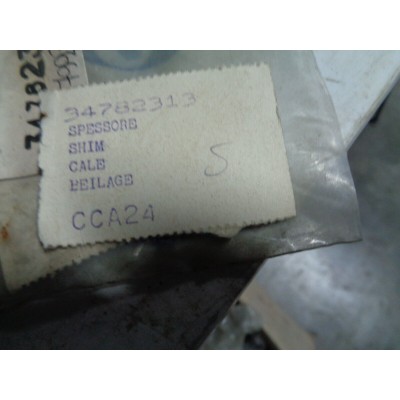 34782313
SPESSORE
SHIM
CALE
BEILAGE
CCA24
5